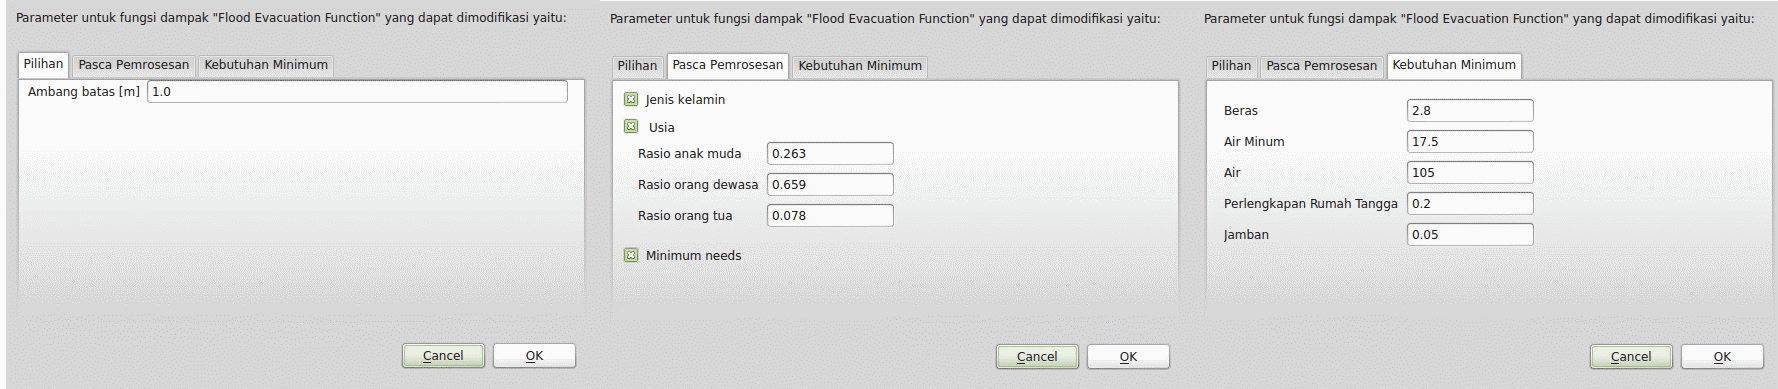 Parameter untuk fungsi dampak "Flood Evacuation Function" yang dapat dimodifikasi yaitu:
Pilihan
Pasca Pemrosesan
Kebutuhan Minimum
Ambang batas [m]
1.0
Cancel
OK
Parameter untuk fungsi dampak "Flood Evacuation Function" yang dapat dimodifikasi yaitu:
Pilihan
Pasca Pemrosesan
Kebutuhan Minimum
Jenis kelamin
Usia
Rasio anak muda
0.263
Rasio orang dewasa
0.659
Rasio orang tua
0.078
Minimum needs
Cancel
OK
Parameter untuk fungsi dampak "Flood Evacuation Function" yang dapat dimodifikasi yaitu:
Pilihan
Pasca Pemrosesan
Kebutuhan Minimum
Beras
2.8
Air Minum
17.5
Air
105
Perlengkapan Rumah Tangga
0.2
Jamban
0.05
Cancel
OK